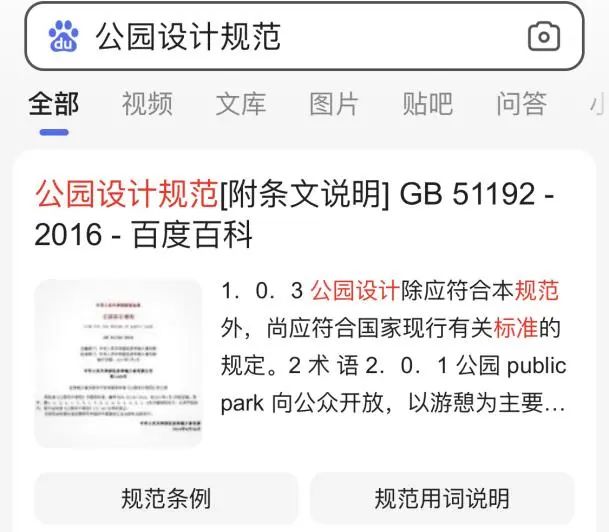 du 公园设计规范
全部 视频 文库 图片 贴吧 问答
公园设计规范[附条文说明] GB 51192 -
2016 - 百度百科
1．0．3 公园设计除应符合本规范
外，尚应符合国家现行有关标准的
规定。2 术 语 2．0．1 公园 public
park 向公众开放，以游憩为主要…
规范条例 规范用词说明